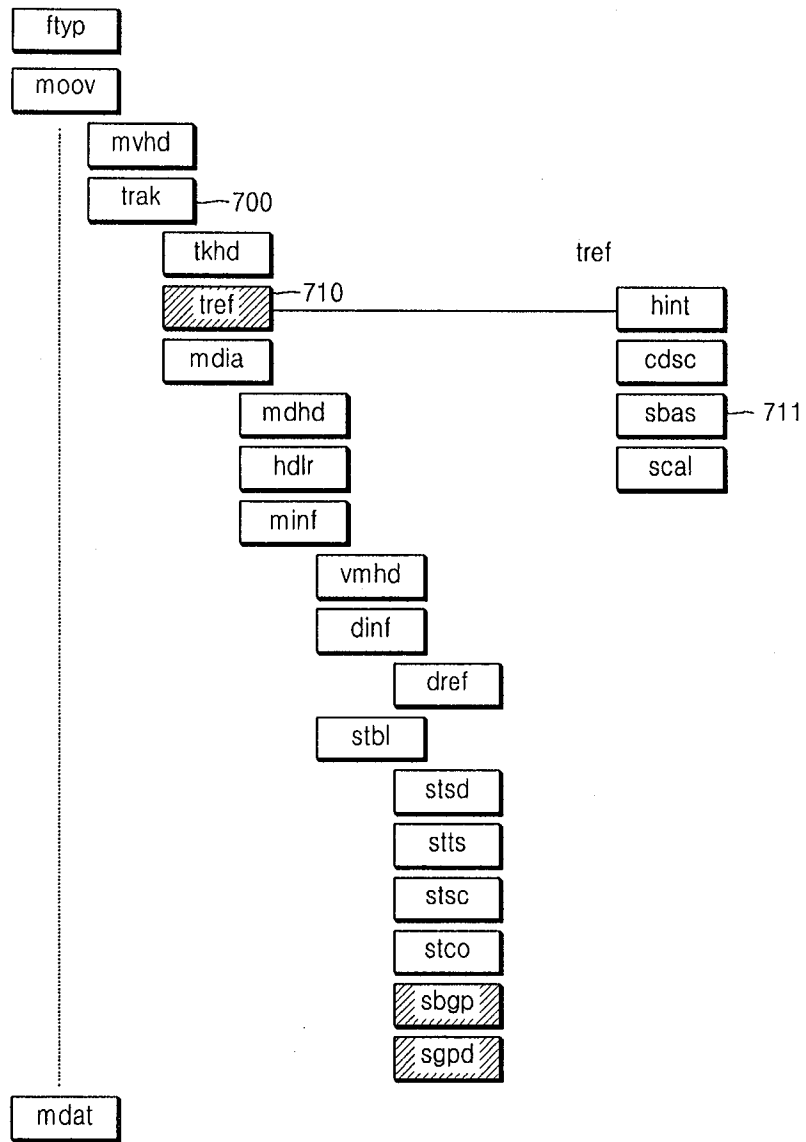 ftyp
moov
mvhd
trak 700
tkhd tref
tref 710 hint
mdia cdsc
mdhd sbas 711
hdlr scal
minf
vmhd
dinf
dref
stbl
stsd
stts
stsc
stco
sbgp
sgpd
mdat